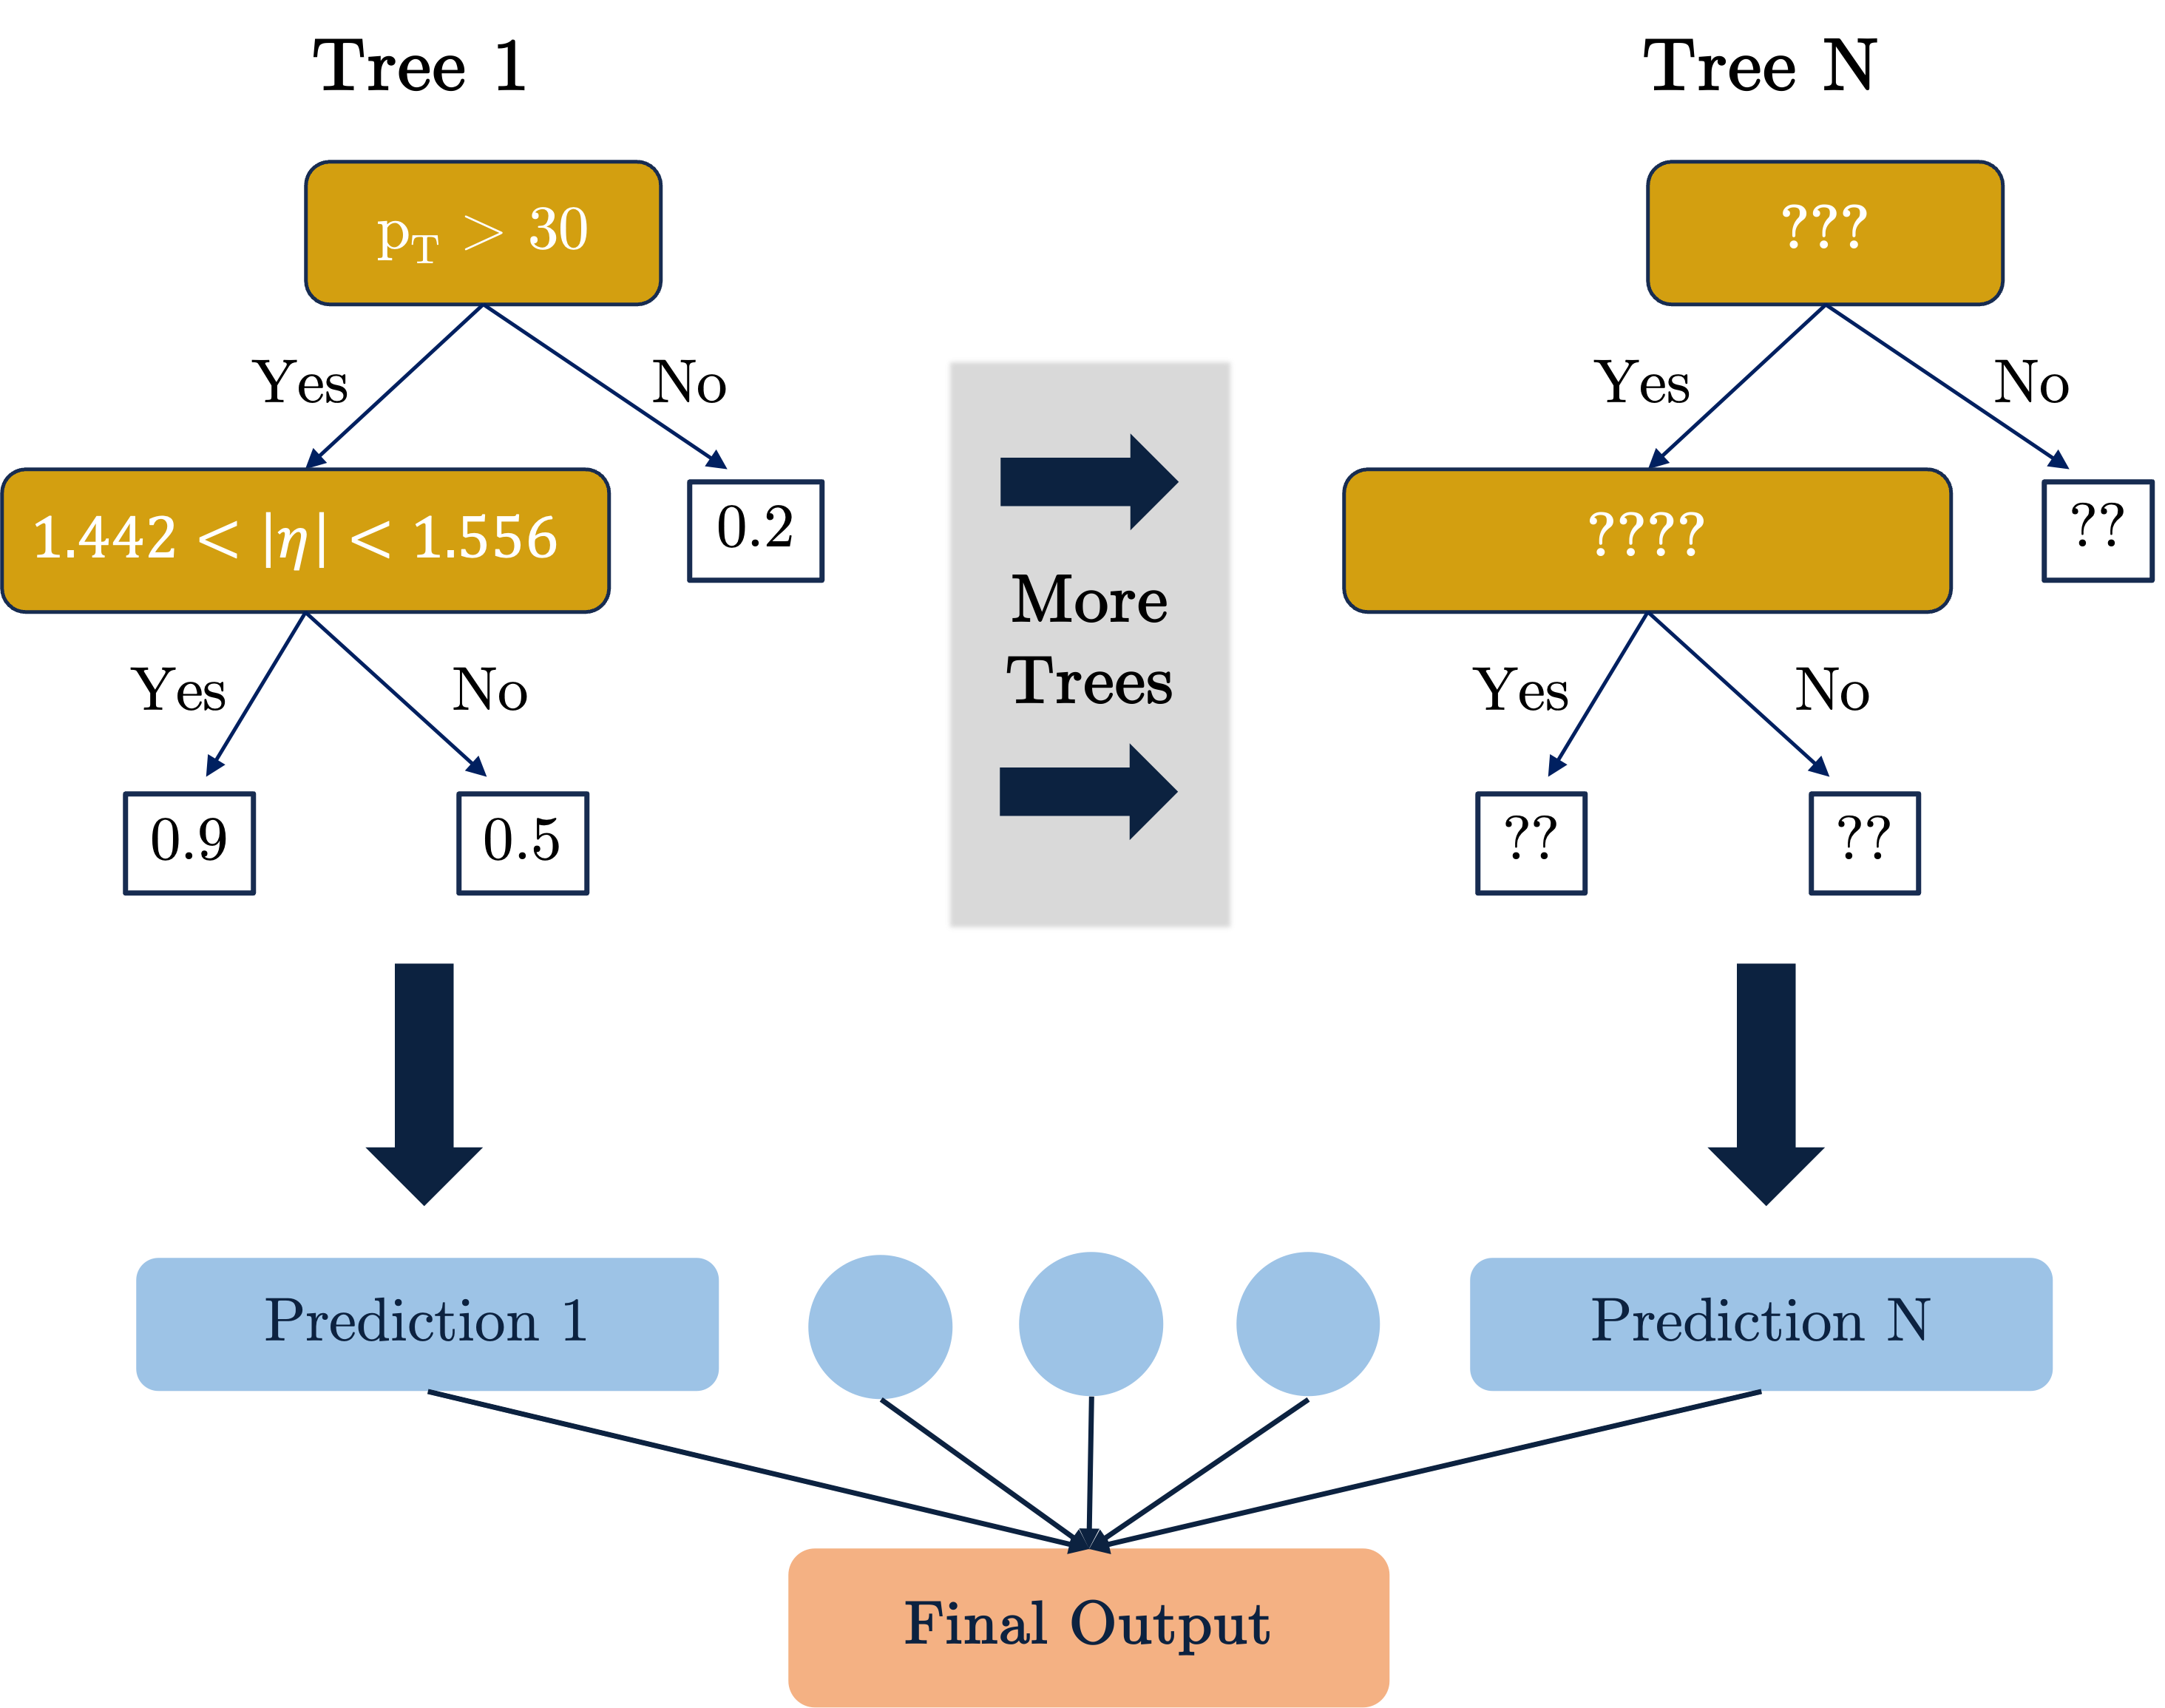 Tree 1
Tree N
p_T > 30
???
Yes
No
Yes
No
1.442 < |η| < 1.556
0.2
More
Trees
????
??
Yes
No
Yes
No
0.9
0.5
??
??
Prediction 1
Prediction N
Final Output